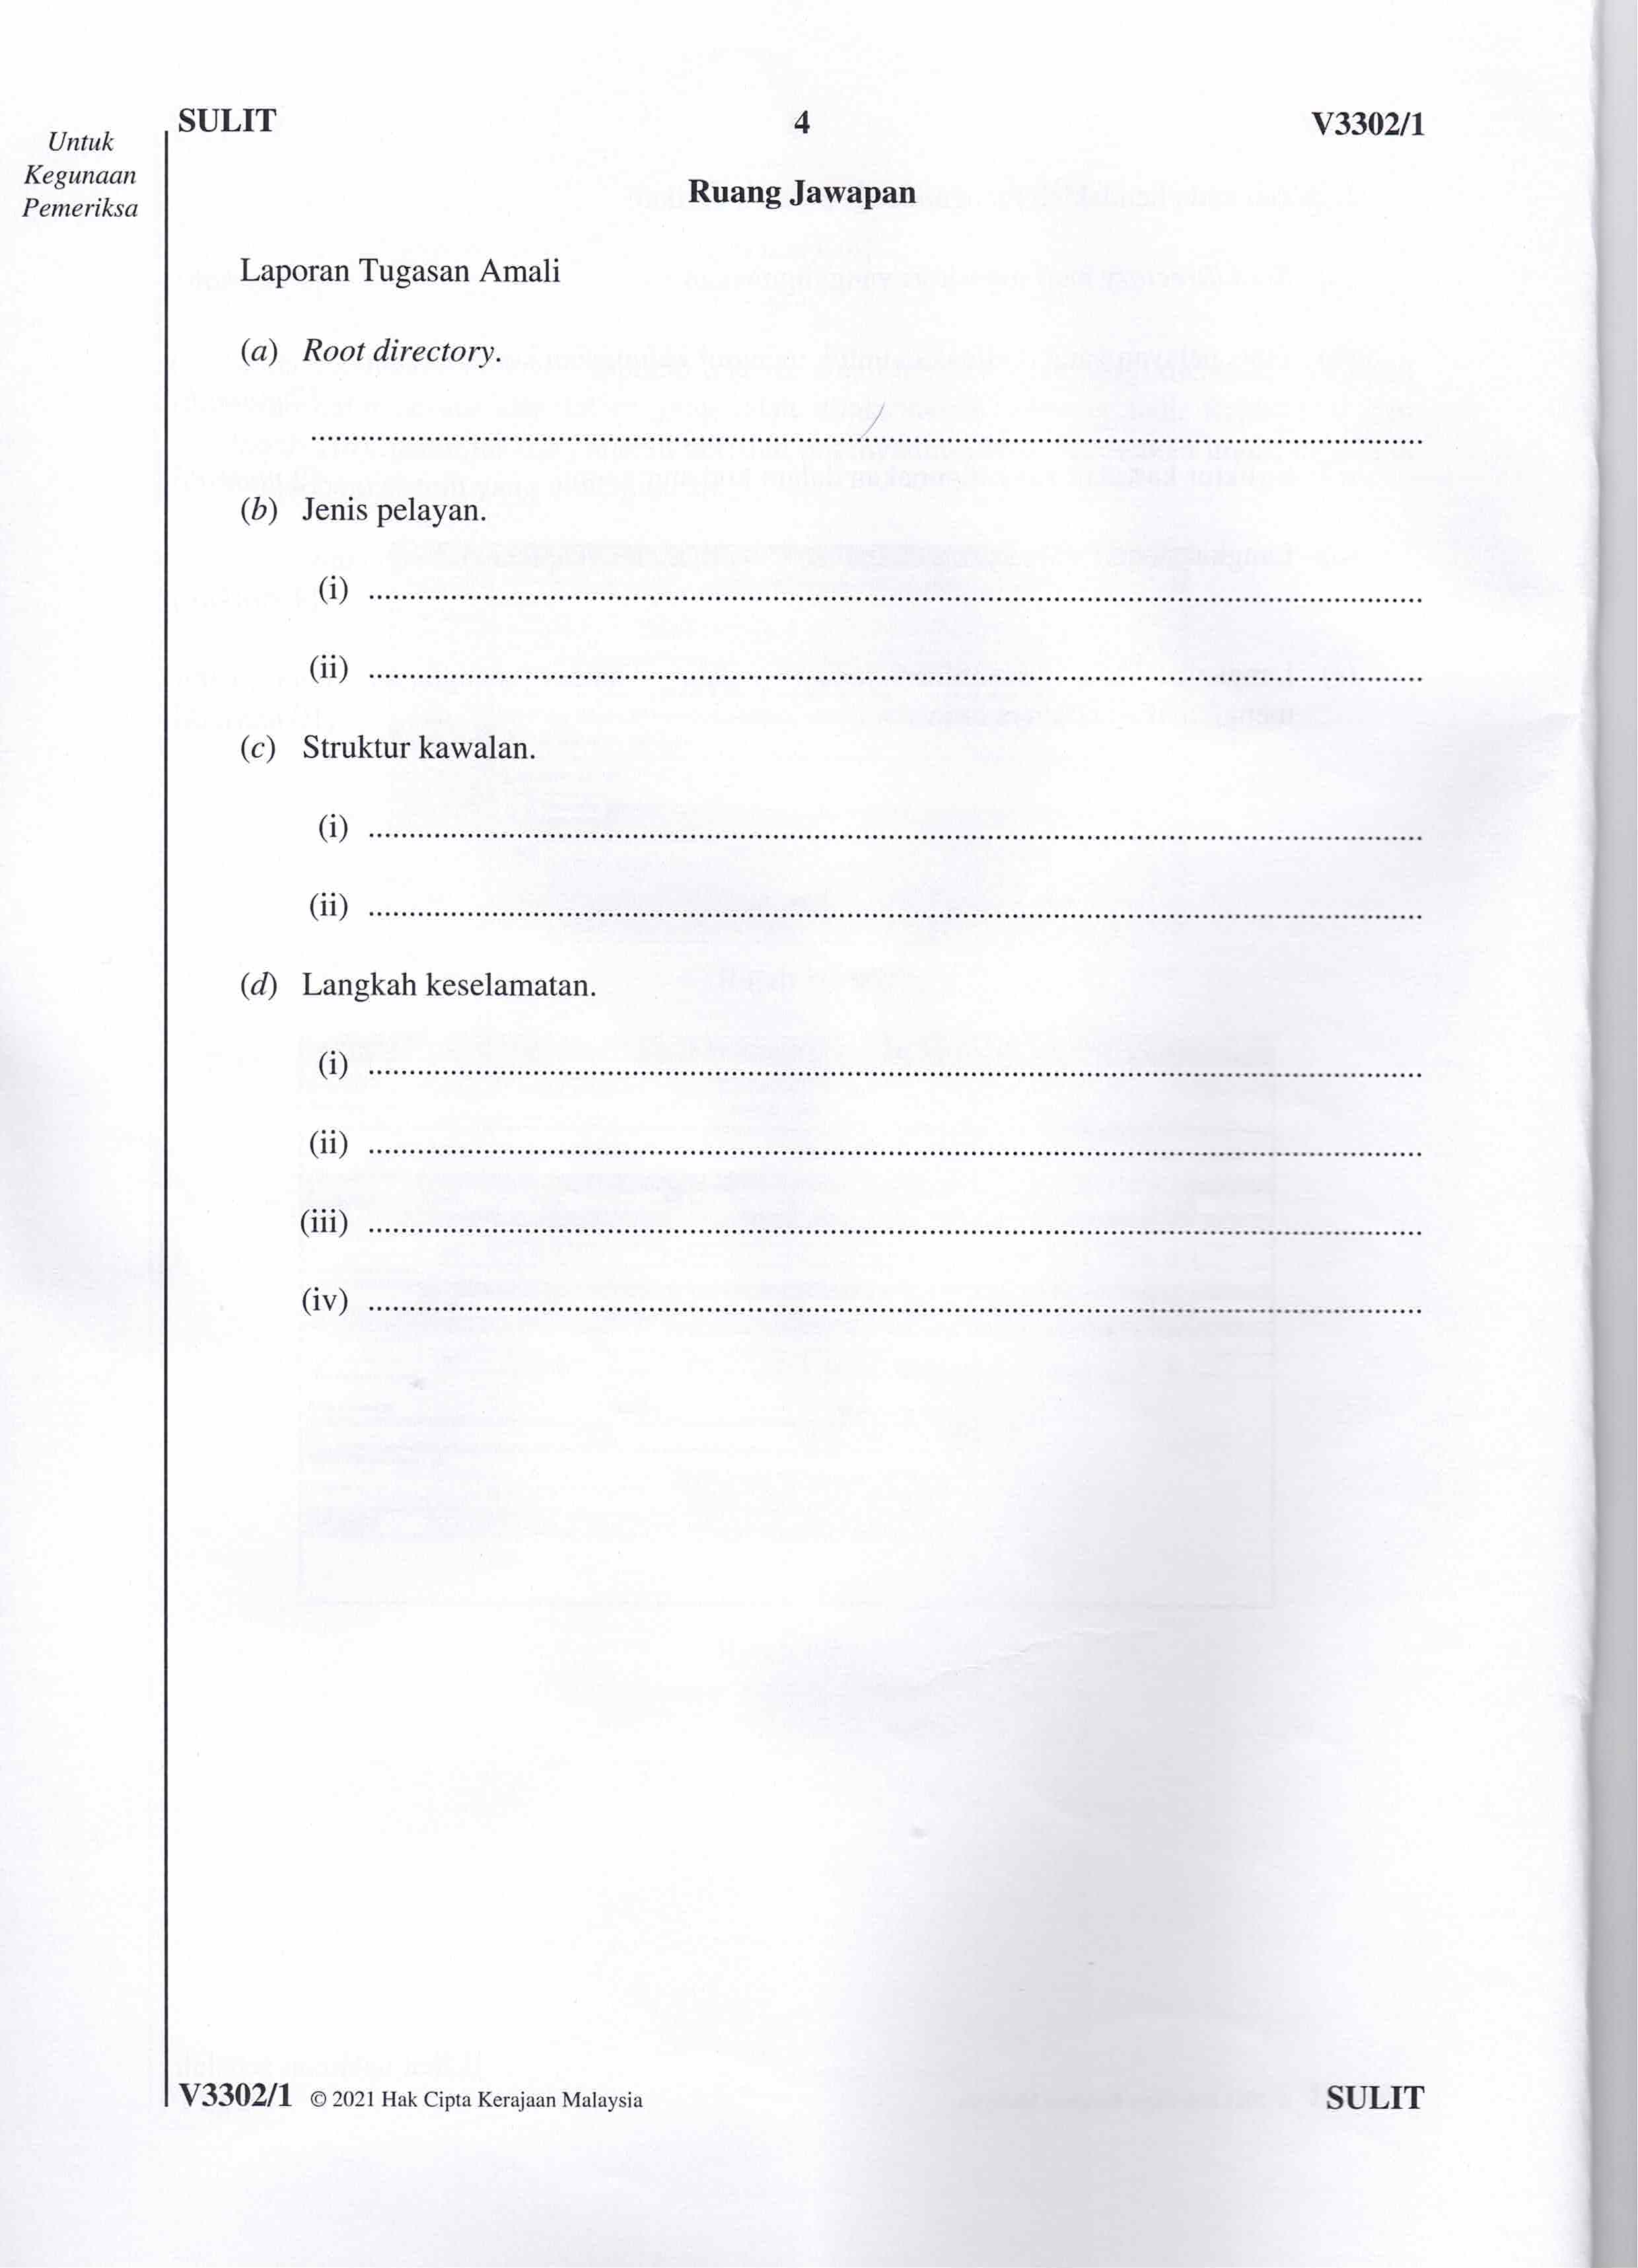 SULIT 4 V3302/1
Untuk
Kegunaan
Pemeriksa
Ruang Jawapan
Laporan Tugasan Amali
(a) Root directory.
(b) Jenis pelayan.
(i)
(ii)
(c) Struktur kawalan.
(i)
(ii)
(d) Langkah keselamatan.
(i)
(ii)
(iii)
(iv)
V3302/1 © 2021 Hak Cipta Kerajaan Malaysia SULIT